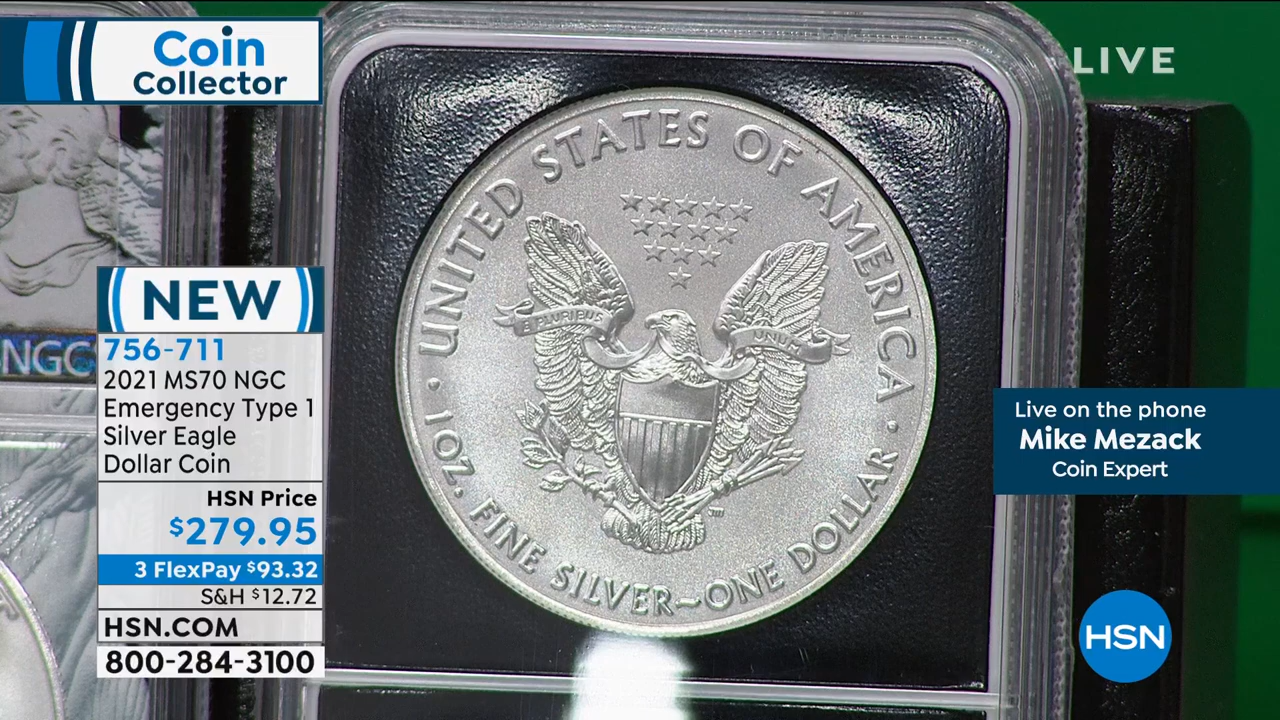 Coin
Collector
LIVE
UNITED STATES OF AMERICA
E PLURIBUS
UNUM
1 OZ. FINE SILVER~ONE DOLLAR
NGC
NEW
756-711
2021 MS70 NGC
Emergency Type 1
Silver Eagle
Dollar Coin
HSN Price
$279.95
3 FlexPay $93.32
S&H $12.72
HSN.COM
800-284-3100
Live on the phone
Mike Mezack
Coin Expert
HSN